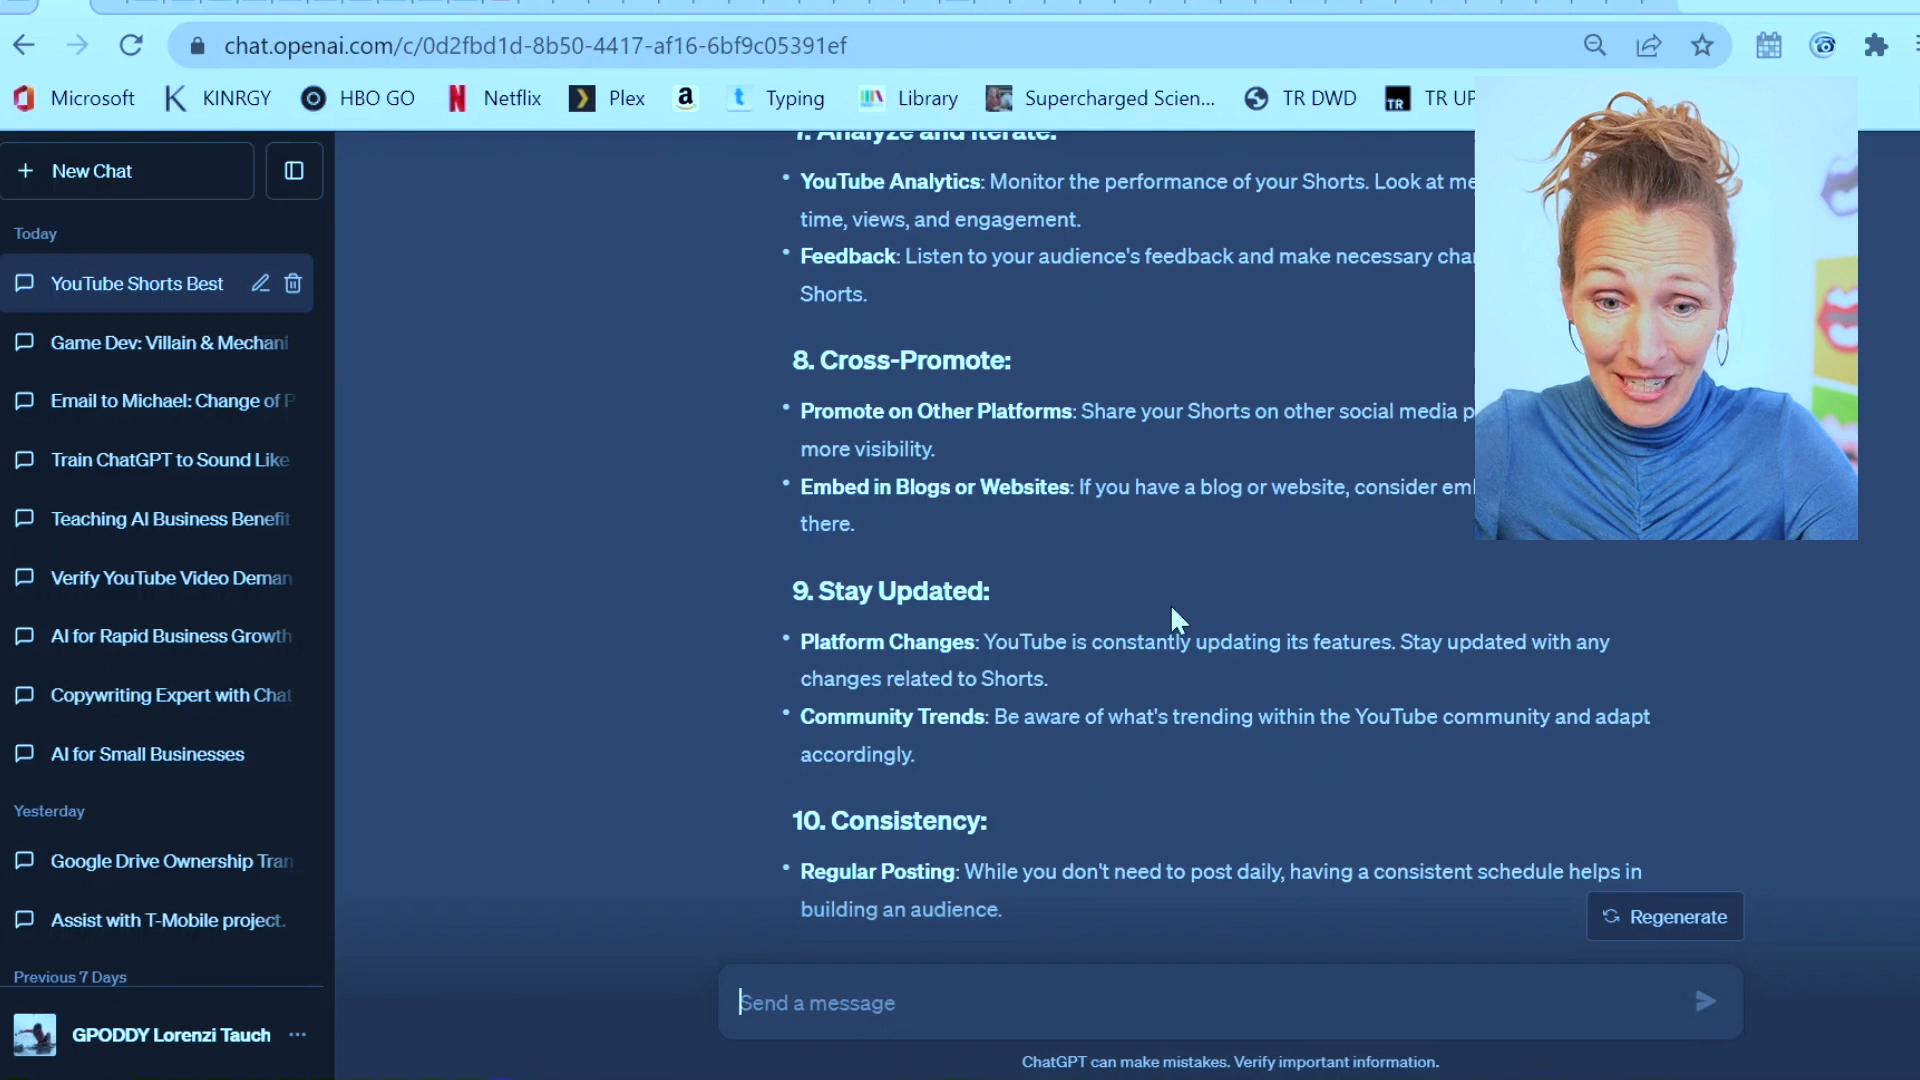 chat.openai.com/c/0d2fbd1d-8b50-4417-af16-6bf9c05391ef
Microsoft KINRGY HBO GO Netflix Plex Typing Library Supercharged Scien... TR DWD TR UP
New Chat
Today
YouTube Shorts Best
Game Dev: Villain & Mechani
Email to Michael: Change of P
Train ChatGPT to Sound Like
Teaching AI Business Benefit
Verify YouTube Video Deman
AI for Rapid Business Growth
Copywriting Expert with Chat
AI for Small Businesses
Yesterday
Google Drive Ownership Tran
Assist with T-Mobile project.
Previous 7 Days
GPODDY Lorenzi Tauch
7. Analyze and Iterate:
YouTube Analytics: Monitor the performance of your Shorts. Look at me
time, views, and engagement.
Feedback: Listen to your audience's feedback and make necessary cha
Shorts.
8. Cross-Promote:
Promote on Other Platforms: Share your Shorts on other social media p
more visibility.
Embed in Blogs or Websites: If you have a blog or website, consider em
there.
9. Stay Updated:
Platform Changes: YouTube is constantly updating its features. Stay updated with any
changes related to Shorts.
Community Trends: Be aware of what's trending within the YouTube community and adapt
accordingly.
10. Consistency:
Regular Posting: While you don't need to post daily, having a consistent schedule helps in
building an audience.
Regenerate
Send a message
ChatGPT can make mistakes. Verify important information.